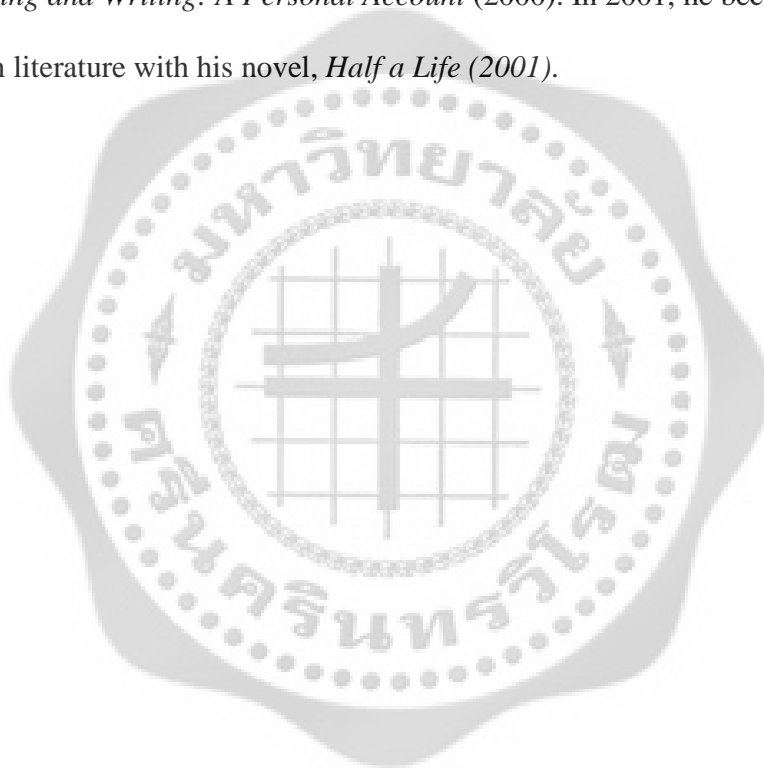 ing and Writing: A Personal Account (2000). In 2001, he bec
n literature with his novel, Half a Life (2001).
มหาวิทยาลัย
ศรีนครินทรวิโรฒ